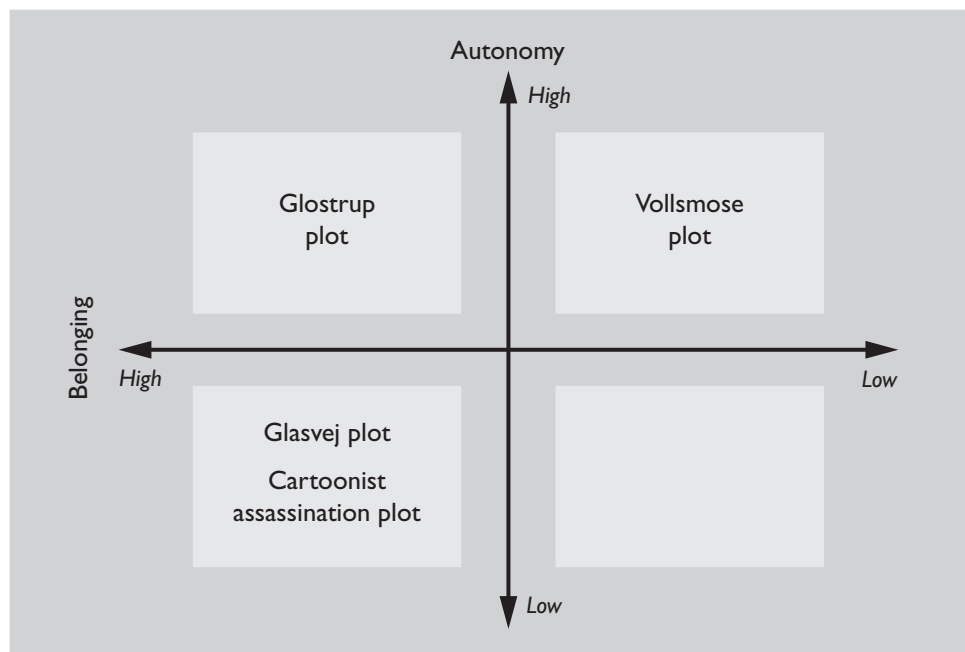 Autonomy
High
Glostrup
plot
Vollsmose
plot
Belonging
High
Low
Glasvej plot
Cartoonist
assassination plot
Low